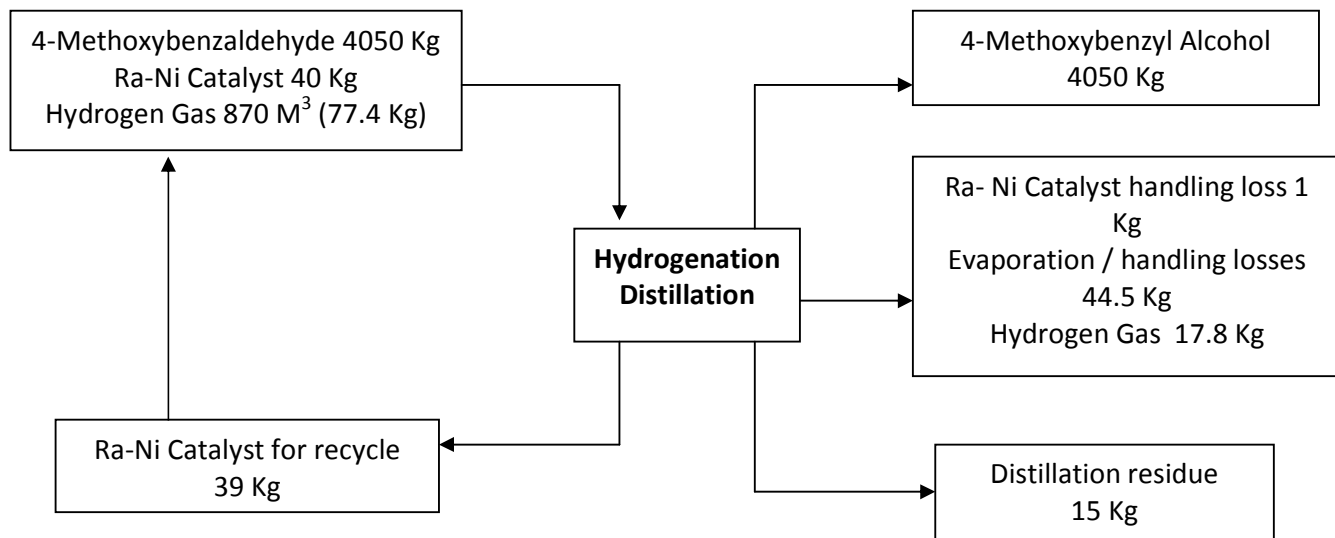 4-Methoxybenzaldehyde 4050 Kg
Ra-Ni Catalyst 40 Kg
Hydrogen Gas 870 M³ (77.4 Kg)
4-Methoxybenzyl Alcohol
4050 Kg
Ra- Ni Catalyst handling loss 1
Kg
Evaporation / handling losses
44.5 Kg
Hydrogen Gas 17.8 Kg
Hydrogenation
Distillation
Ra-Ni Catalyst for recycle
39 Kg
Distillation residue
15 Kg